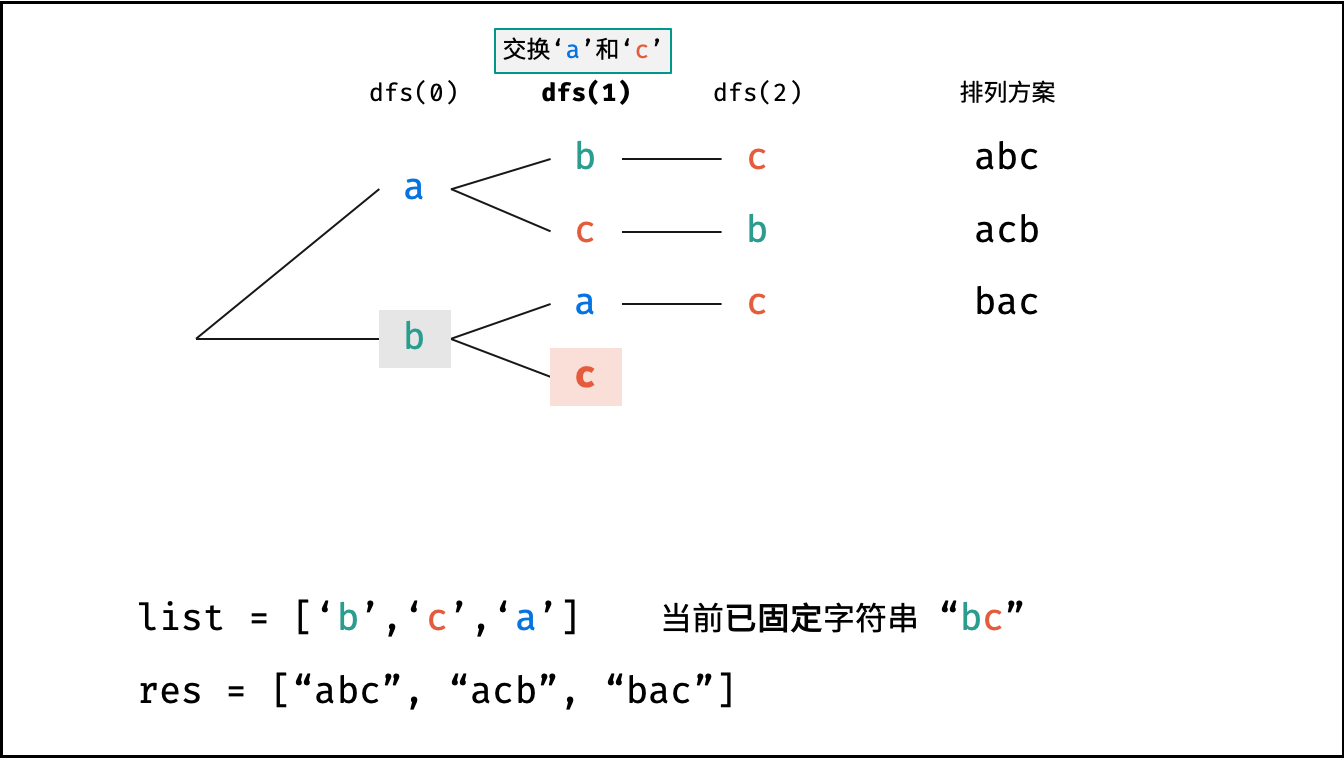 交换‘a’和‘c’
dfs(0) dfs(1) dfs(2) 排列方案
b c abc
a
c b acb
a c bac
b
c
list = [‘b’,‘c’,‘a’] 当前已固定字符串 “bc”
res = [“abc”, “acb”, “bac”]